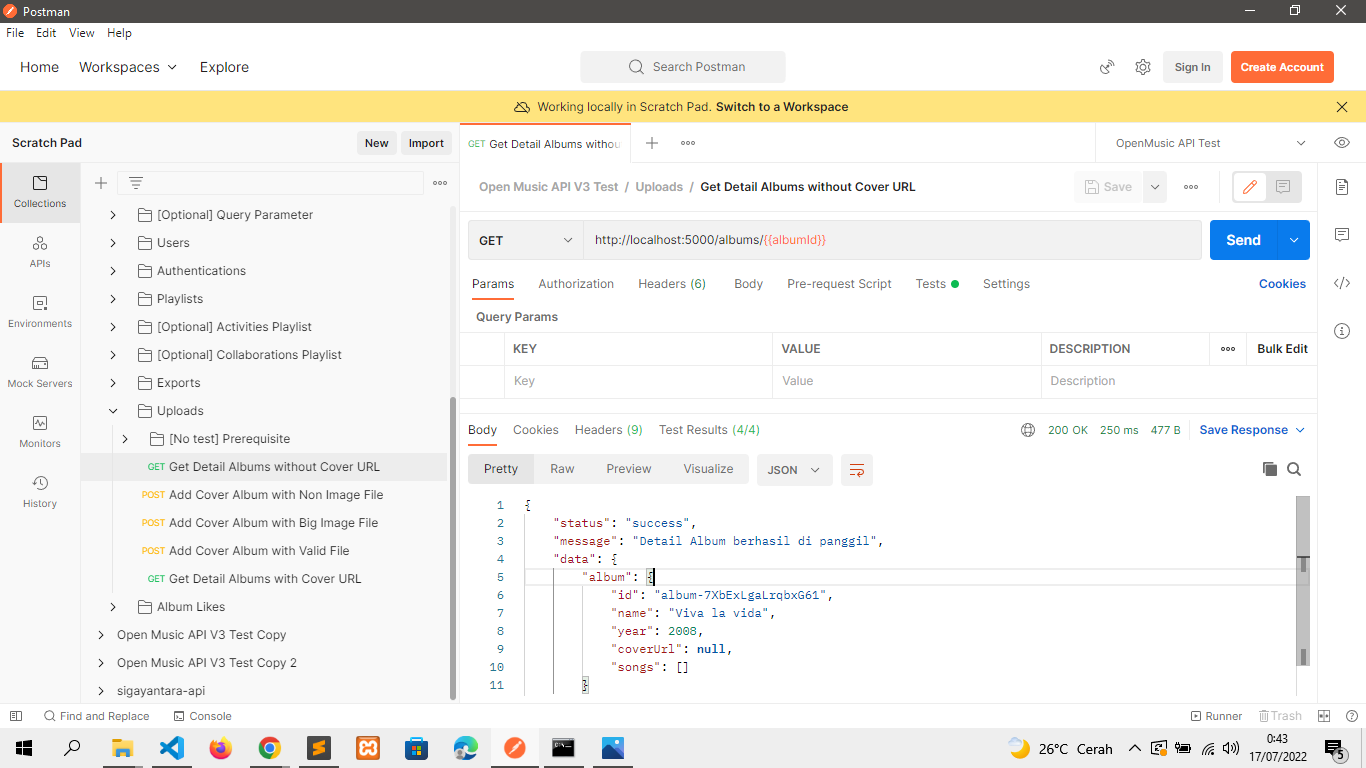 Postman
File Edit View Help
Home Workspaces Explore
Search Postman
Sign In
Create Account
Working locally in Scratch Pad. Switch to a Workspace
Scratch Pad
New
Import
Collections
APIs
Environments
Mock Servers
Monitors
History
[Optional] Query Parameter
Users
Authentications
Playlists
[Optional] Activities Playlist
[Optional] Collaborations Playlist
Exports
Uploads
[No test] Prerequisite
GET Get Detail Albums without Cover URL
POST Add Cover Album with Non Image File
POST Add Cover Album with Big Image File
POST Add Cover Album with Valid File
GET Get Detail Albums with Cover URL
Album Likes
Open Music API V3 Test Copy
Open Music API V3 Test Copy 2
sigayantara-api
GET Get Detail Albums withou
OpenMusic API Test
Open Music API V3 Test / Uploads / Get Detail Albums without Cover URL
Save
GET
http://localhost:5000/albums/{{albumId}}
Send
Params Authorization Headers (6) Body Pre-request Script Tests Settings Cookies
Query Params
KEY VALUE DESCRIPTION Bulk Edit
Key Value Description
Body Cookies Headers (9) Test Results (4/4) 200 OK 250 ms 477 B Save Response
Pretty Raw Preview Visualize JSON
1 {
2 "status": "success",
3 "message": "Detail Album berhasil di panggil",
4 "data": {
5 "album": {
6 "id": "album-7XbExLgaLrqbxG61",
7 "name": "Viva la vida",
8 "year": 2008,
9 "coverUrl": null,
10 "songs": []
11 }
Find and Replace Console Runner Trash
26°C Cerah
0:43
17/07/2022
5